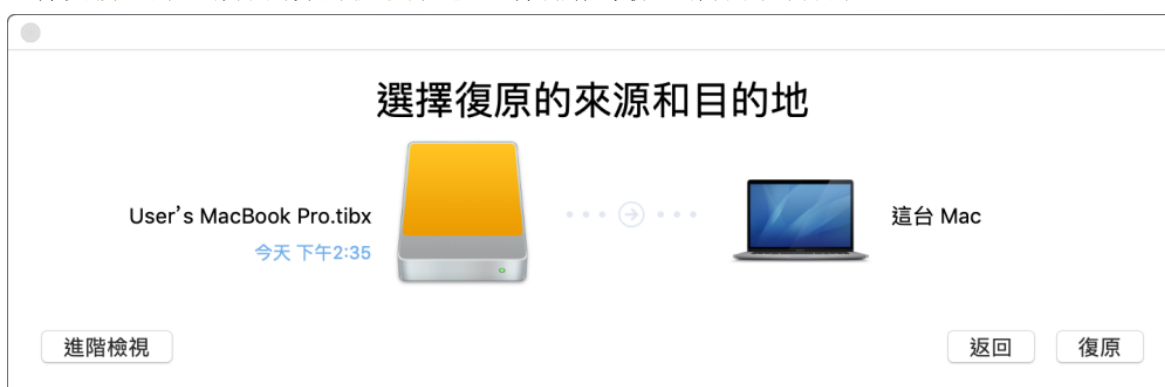 選擇復原的來源和目的地
User's MacBook Pro.tibx
今天 下午2:35
這台 Mac
進階檢視
返回
復原